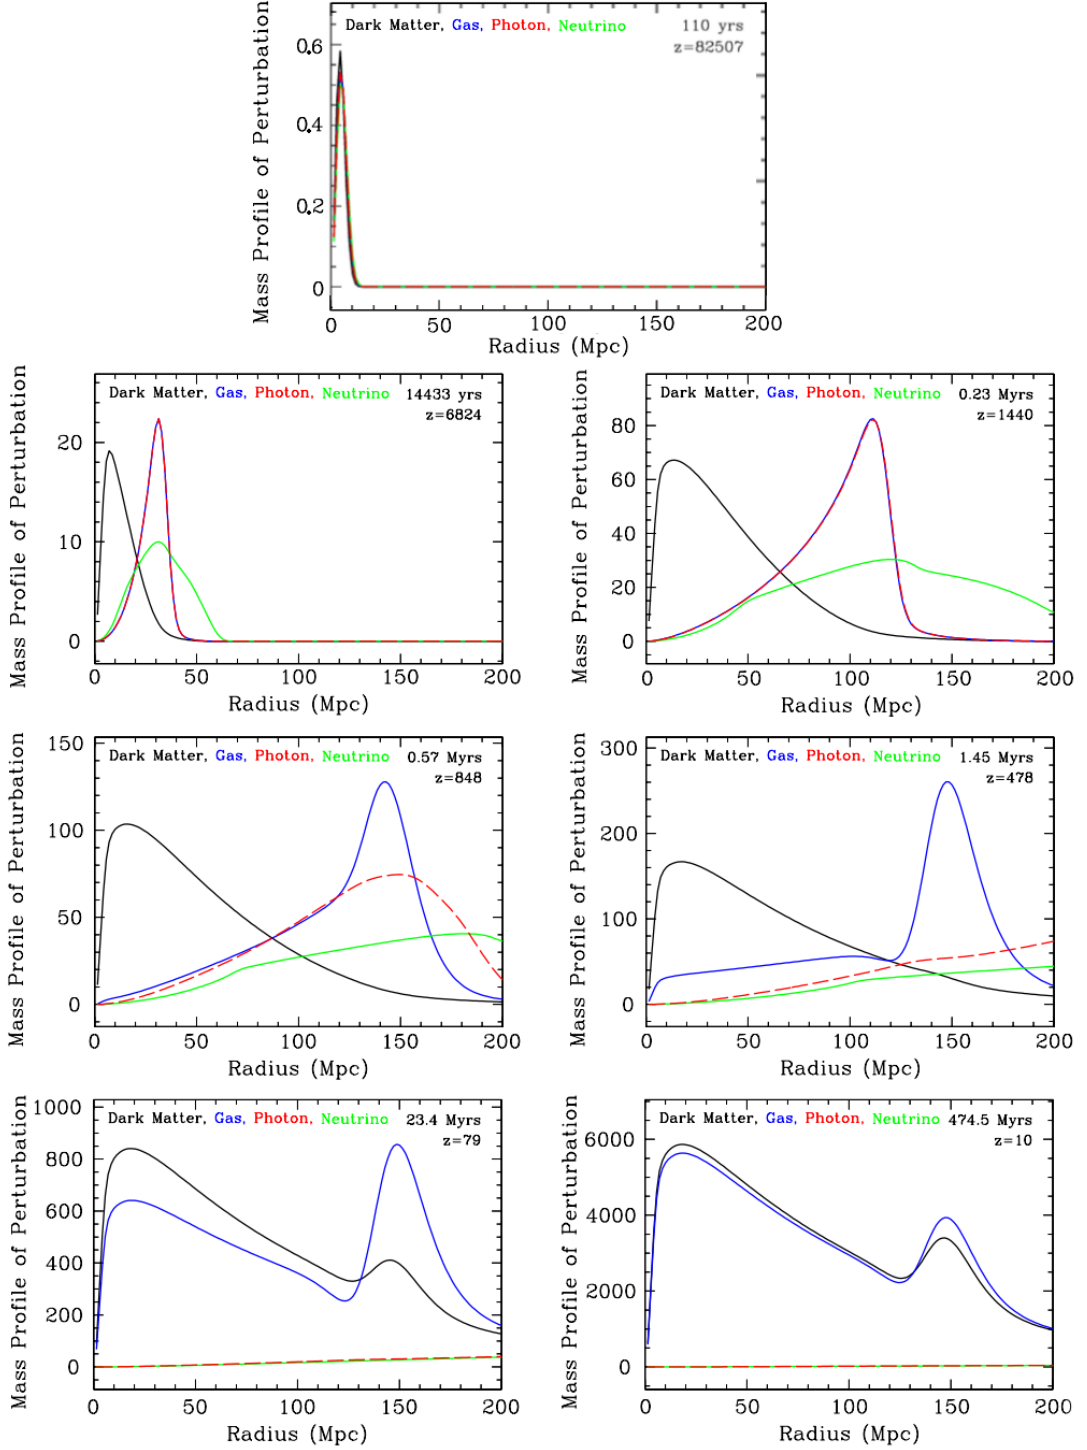 Dark Matter, Gas, Photon, Neutrino
110 yrs
z=82507
Mass Profile of Perturbation
0.6
0.4
0.2
0
0 50 100 150 200
Radius (Mpc)
Dark Matter, Gas, Photon, Neutrino 14433 yrs
z=6824
Mass Profile of Perturbation
20
10
0
0 50 100 150 200
Radius (Mpc)
Dark Matter, Gas, Photon, Neutrino 0.23 Myrs
z=1440
Mass Profile of Perturbation
80
60
40
20
0
0 50 100 150 200
Radius (Mpc)
Dark Matter, Gas, Photon, Neutrino 0.57 Myrs
z=848
Mass Profile of Perturbation
150
100
50
0
0 50 100 150 200
Radius (Mpc)
Dark Matter, Gas, Photon, Neutrino 1.45 Myrs
z=478
Mass Profile of Perturbation
300
200
100
0
0 50 100 150 200
Radius (Mpc)
Dark Matter, Gas, Photon, Neutrino 23.4 Myrs
z=79
Mass Profile of Perturbation
1000
800
600
400
200
0
0 50 100 150 200
Radius (Mpc)
Dark Matter, Gas, Photon, Neutrino 474.5 Myrs
z=10
Mass Profile of Perturbation
6000
4000
2000
0
0 50 100 150 200
Radius (Mpc)